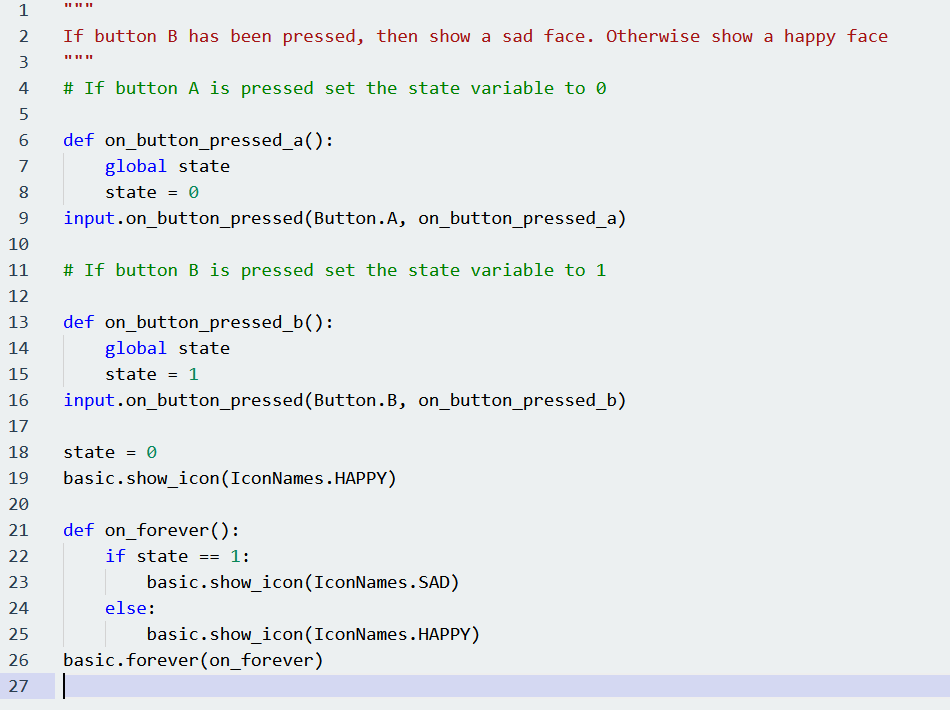 1 """
2 If button B has been pressed, then show a sad face. Otherwise show a happy face
3 """
4 # If button A is pressed set the state variable to 0
5
6 def on_button_pressed_a():
7     global state
8     state = 0
9 input.on_button_pressed(Button.A, on_button_pressed_a)
10
11 # If button B is pressed set the state variable to 1
12
13 def on_button_pressed_b():
14     global state
15     state = 1
16 input.on_button_pressed(Button.B, on_button_pressed_b)
17
18 state = 0
19 basic.show_icon(IconNames.HAPPY)
20
21 def on_forever():
22     if state == 1:
23         basic.show_icon(IconNames.SAD)
24     else:
25         basic.show_icon(IconNames.HAPPY)
26 basic.forever(on_forever)
27